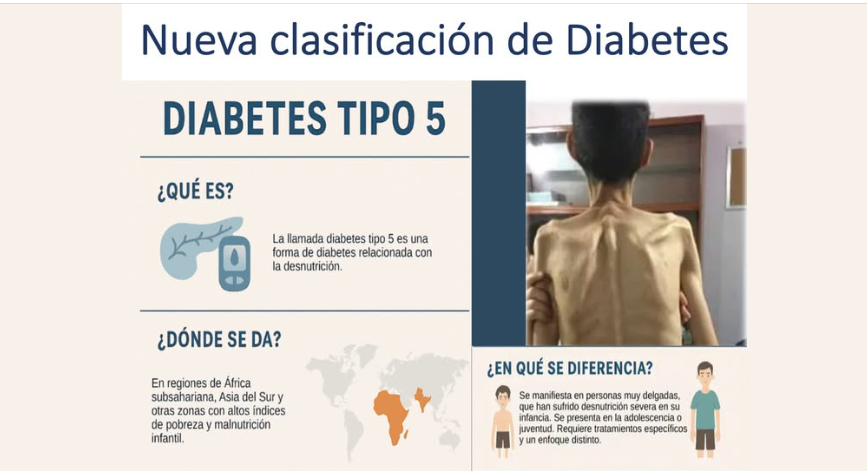 Nueva clasificación de Diabetes
DIABETES TIPO 5
¿QUÉ ES?
La llamada diabetes tipo 5 es una
forma de diabetes relacionada con
la desnutrición.
¿DÓNDE SE DA?
En regiones de África
subsahariana, Asia del Sur y
otras zonas con altos índices
de pobreza y malnutrición
infantil.
¿EN QUÉ SE DIFERENCIA?
Se manifiesta en personas muy delgadas,
que han sufrido desnutrición severa en su
infancia. Se presenta en la adolescencia o
juventud. Requiere tratamientos específicos
y un enfoque distinto.